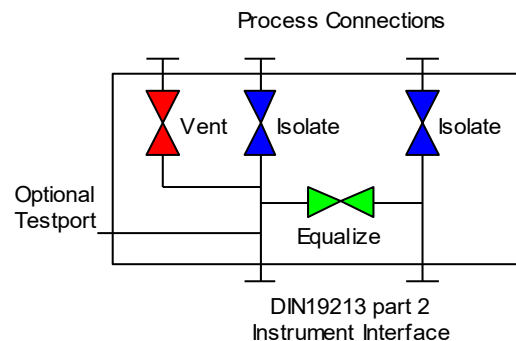 Process Connections
Vent
Isolate
Isolate
Optional
Testport
Equalize
DIN19213 part 2
Instrument Interface